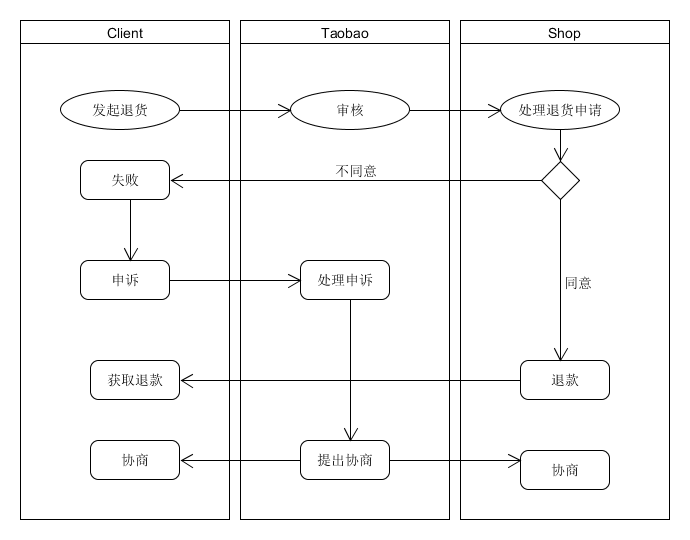 Client
Taobao
Shop
发起退货
审核
处理退货申请
不同意
失败
申诉
处理申诉
同意
获取退款
退款
协商
提出协商
协商